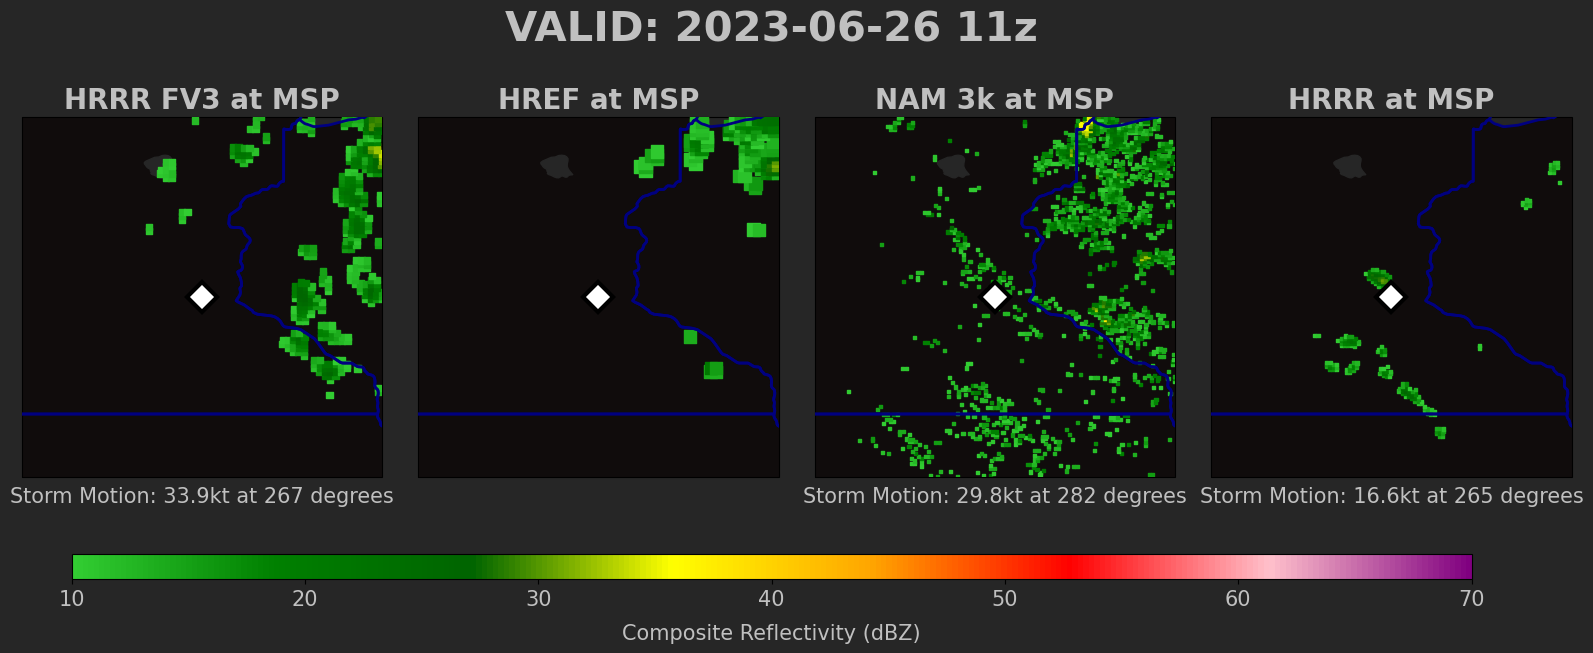 VALID: 2023-06-26 11z
HRRR FV3 at MSP
HREF at MSP
NAM 3k at MSP
HRRR at MSP
Storm Motion: 33.9kt at 267 degrees
Storm Motion: 29.8kt at 282 degrees
Storm Motion: 16.6kt at 265 degrees
10 20 30 40 50 60 70
Composite Reflectivity (dBZ)